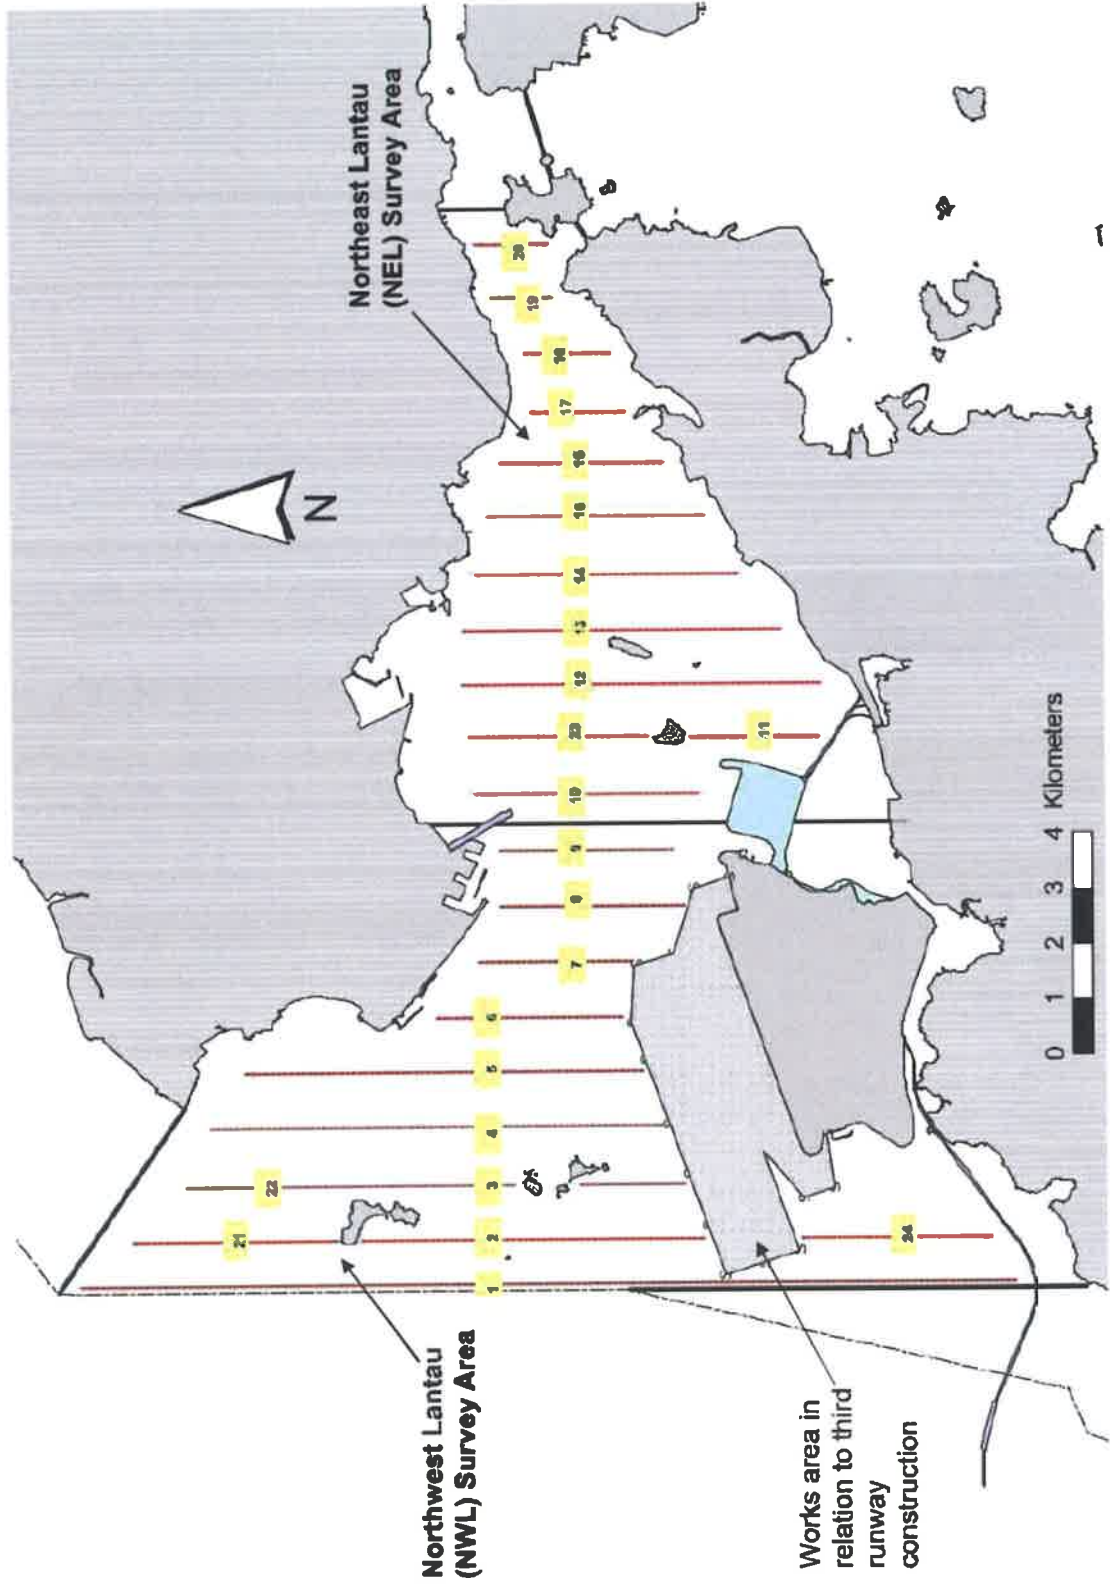 Northeast Lantau
(NEL) Survey Area
N
Northwest Lantau
(NWL) Survey Area
Works area in
relation to third
runway
construction
21
22
1
2
3
4
5
6
7
8
9
10
23
12
13
14
16
15
17
18
19
20
11
24
0 1 2 3 4 Kilometers